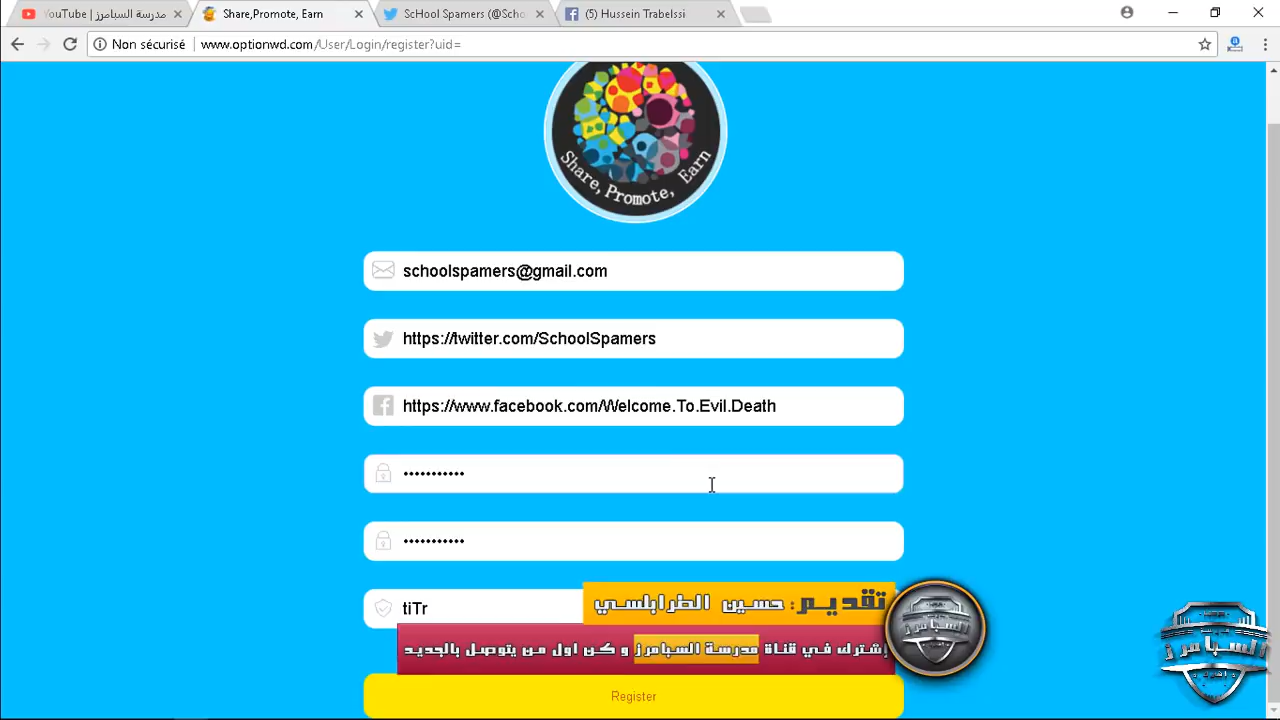 YouTube | مدرسة السبامرز
Share,Promote, Earn
ScHool Spamers (@Scho
(5) Hussein Trabelssi
Non sécurisé
www.optionwd.com/User/Login/register?uid=
Share, Promote, Earn
schoolspamers@gmail.com
https://twitter.com/SchoolSpamers
https://www.facebook.com/Welcome.To.Evil.Death
•••••••••••
•••••••••••
tiTr
تقديم: حسين الطرابلسي
إشترك في قناة مدرسة السبامرز و كن اول من يتوصل بالجديد
السبامرز
السبامرز
Register